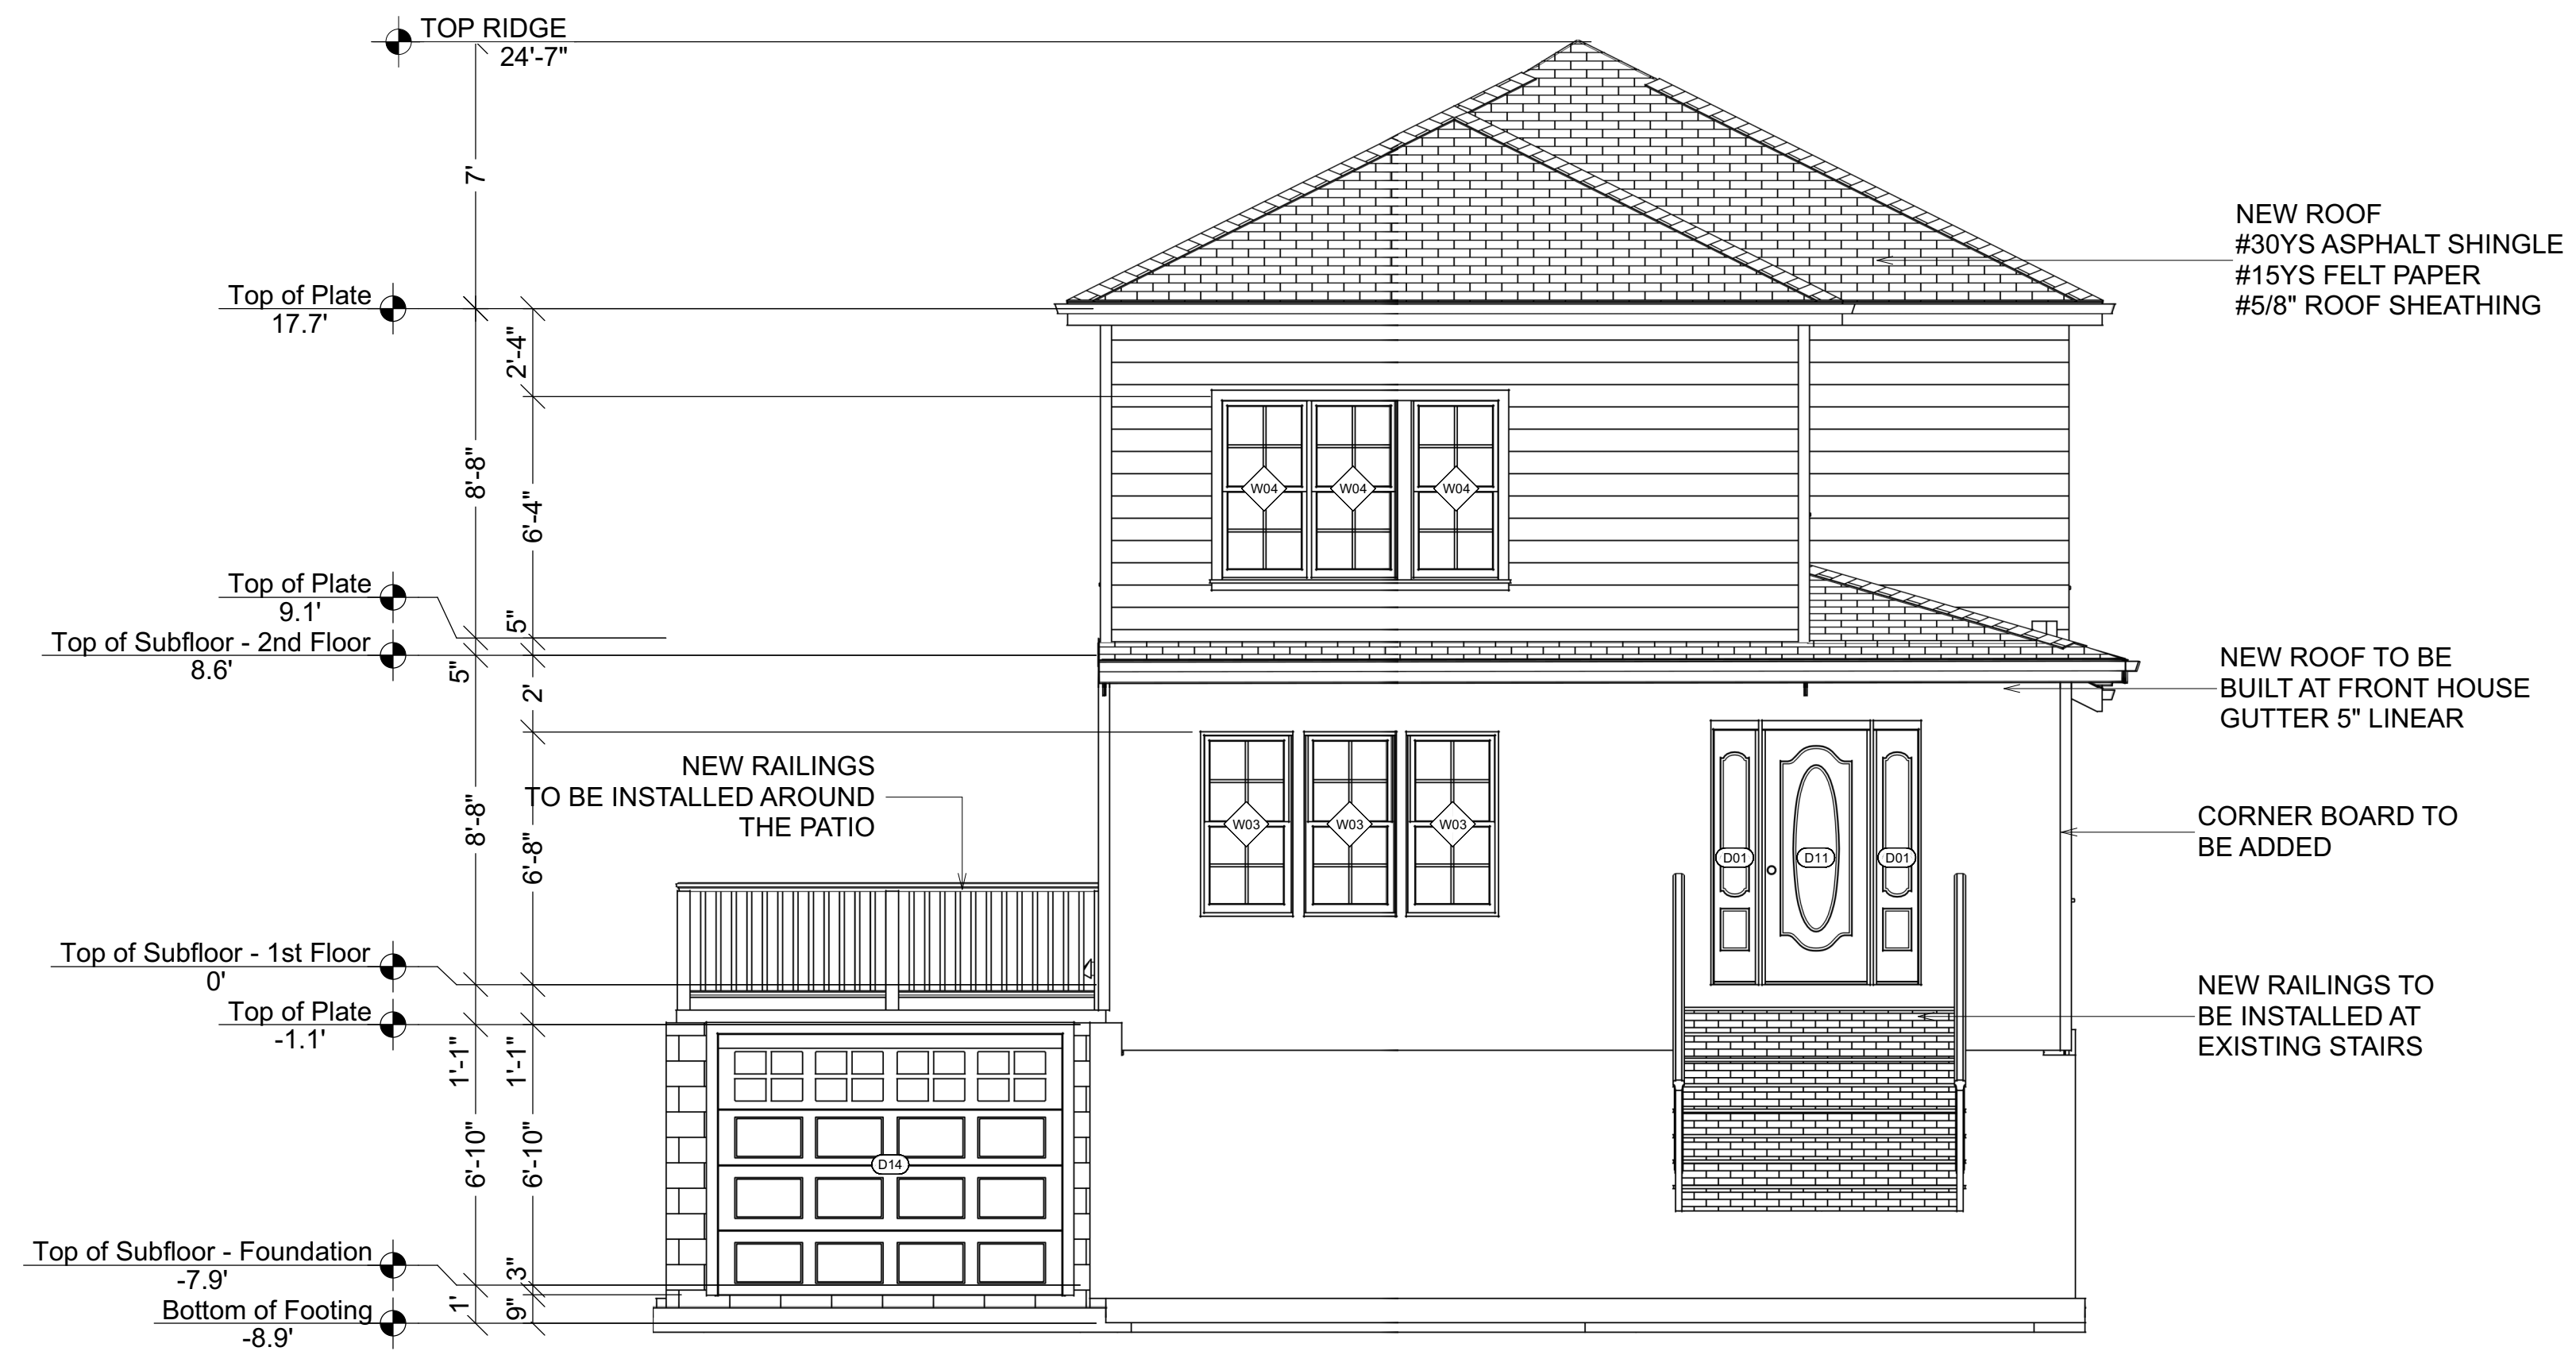 TOP RIDGE
24'-7"
7'
NEW ROOF
#30YS ASPHALT SHINGLE
#15YS FELT PAPER
#5/8" ROOF SHEATHING
Top of Plate
17.7'
2'-4"
8'-8"
6'-4"
W04
W04
W04
Top of Plate
9.1'
5"
Top of Subfloor - 2nd Floor
8.6'
5"
2'
NEW ROOF TO BE
BUILT AT FRONT HOUSE
GUTTER 5" LINEAR
NEW RAILINGS
TO BE INSTALLED AROUND
THE PATIO
8'-8"
6'-8"
W03
W03
W03
D01
D11
D01
CORNER BOARD TO
BE ADDED
Top of Subfloor - 1st Floor
0'
Top of Plate
-1.1'
1'-1"
1'-1"
NEW RAILINGS TO
BE INSTALLED AT
EXISTING STAIRS
6'-10"
6'-10"
D14
Top of Subfloor - Foundation
-7.9'
3"
Bottom of Footing
-8.9'
1'
9"